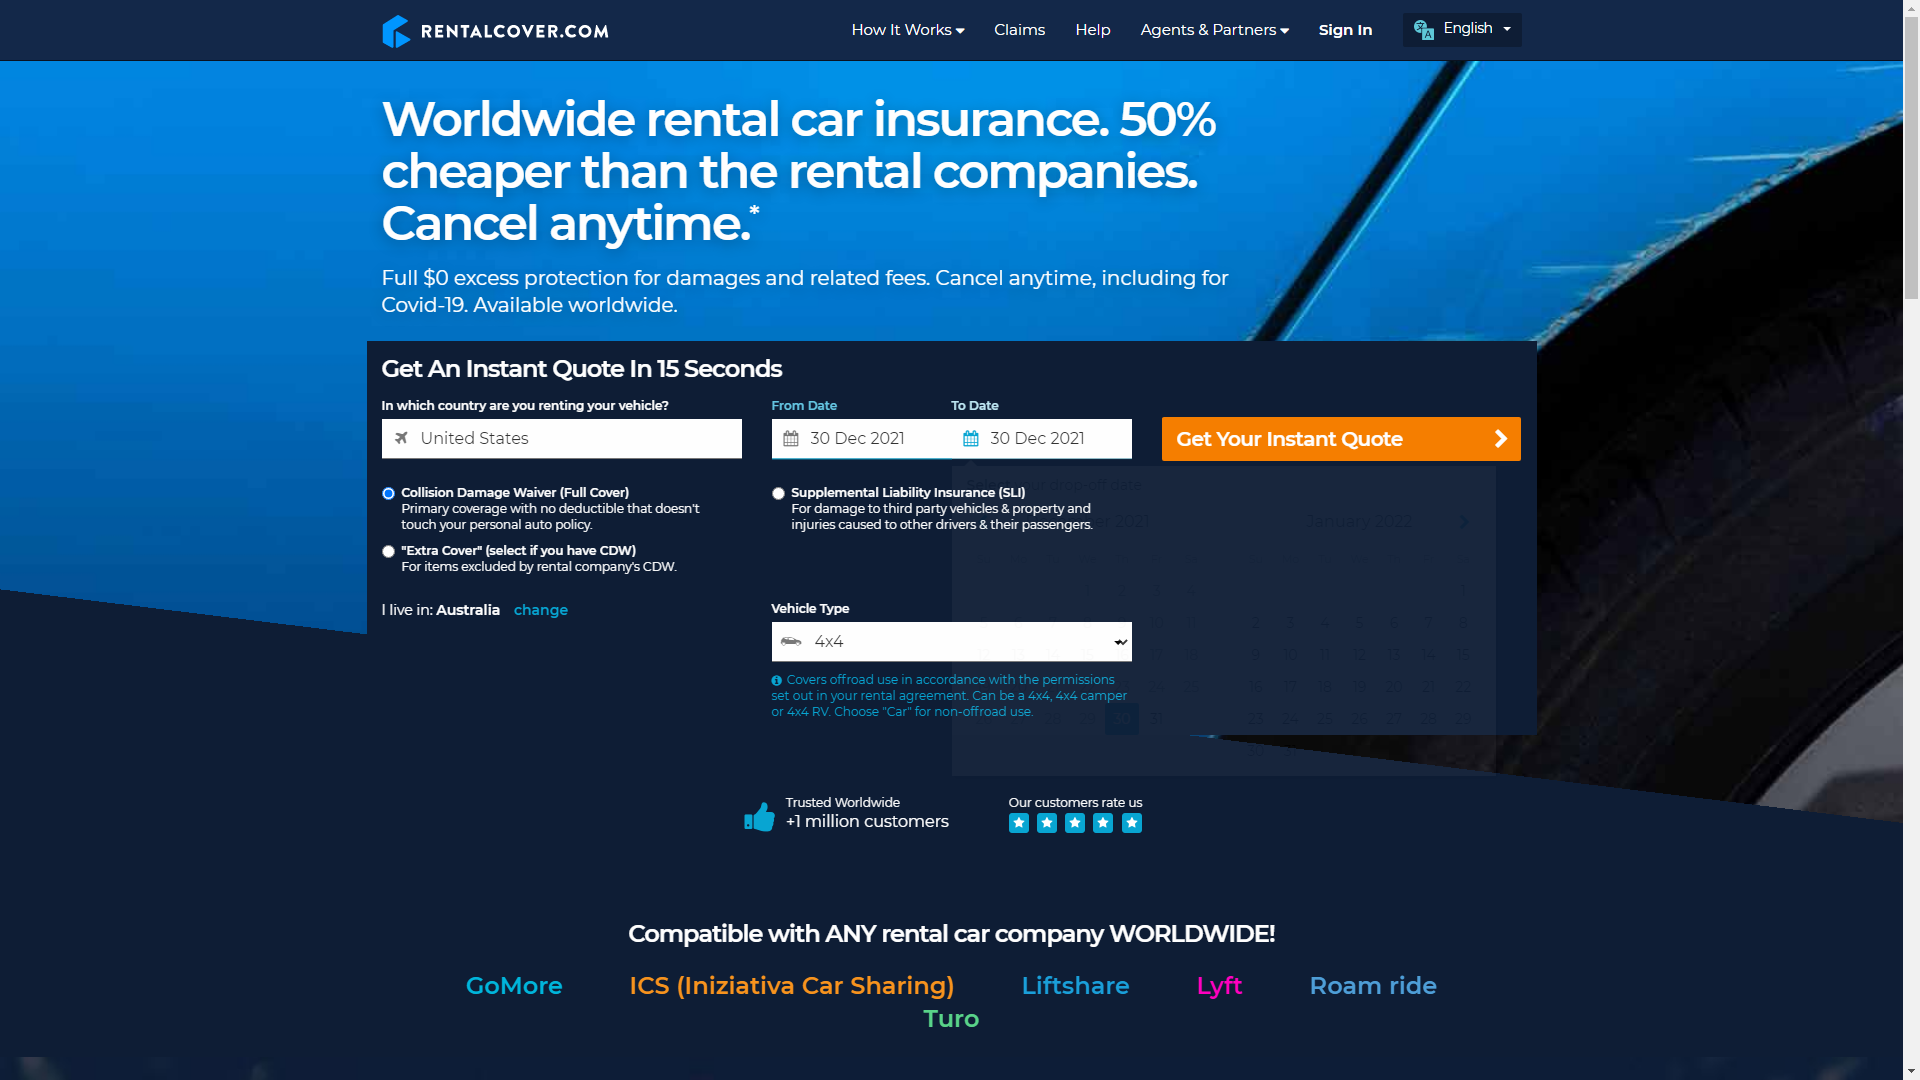 RENTALCOVER.COM
How It Works
Claims
Help
Agents & Partners
Sign In
English
Worldwide rental car insurance. 50%
cheaper than the rental companies.
Cancel anytime.*
Full $0 excess protection for damages and related fees. Cancel anytime, including for
Covid-19. Available worldwide.
Get An Instant Quote In 15 Seconds
In which country are you renting your vehicle?
United States
From Date
To Date
30 Dec 2021
30 Dec 2021
Get Your Instant Quote
Collision Damage Waiver (Full Cover)
Primary coverage with no deductible that doesn't
touch your personal auto policy.
Supplemental Liability Insurance (SLI)
For damage to third party vehicles & property and
injuries caused to other drivers & their passengers.
"Extra Cover" (select if you have CDW)
For items excluded by rental company's CDW.
January 2022
I live in: Australia change
Vehicle Type
4x4
Covers offroad use in accordance with the permissions
set out in your rental agreement. Can be a 4x4, 4x4 camper
or 4x4 RV. Choose "Car" for non-offroad use.
Trusted Worldwide
+1 million customers
Our customers rate us
Compatible with ANY rental car company WORLDWIDE!
GoMore
ICS (Iniziativa Car Sharing)
Liftshare
Lyft
Roam ride
Turo